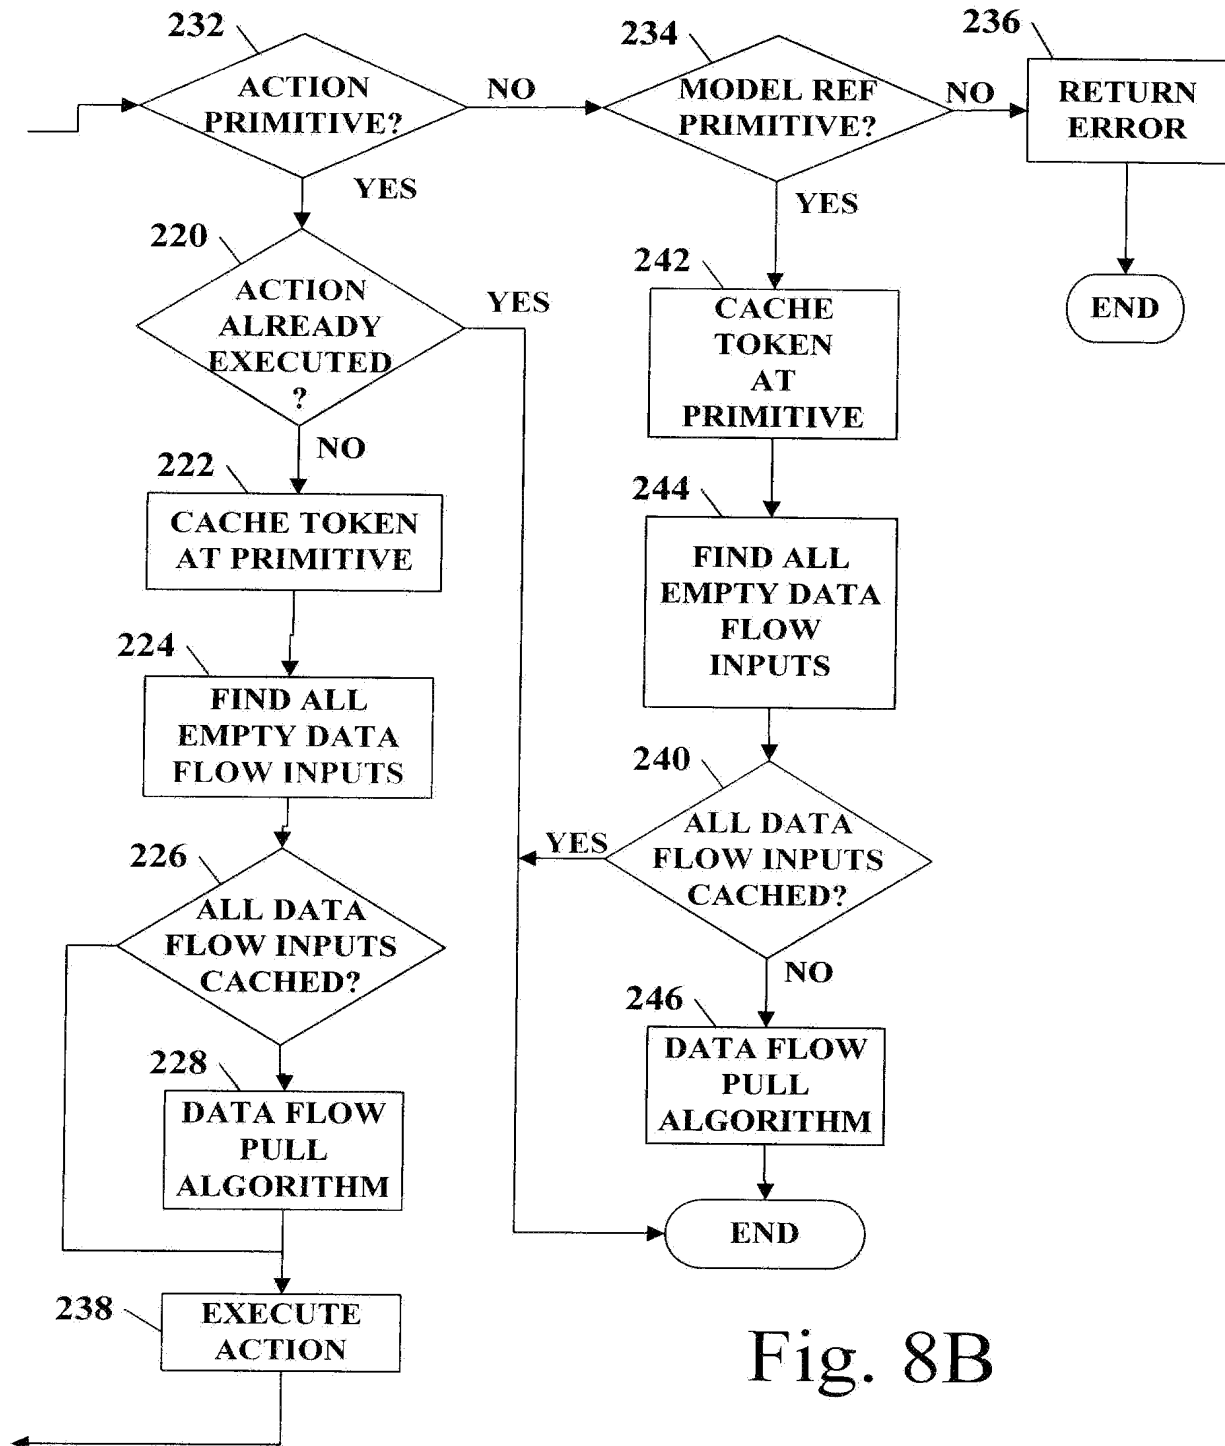 232
ACTION
PRIMITIVE?
NO
YES
234
MODEL REF
PRIMITIVE?
NO
YES
236
RETURN
ERROR
END
220
ACTION
ALREADY
EXECUTED
?
YES
NO
222
CACHE TOKEN
AT PRIMITIVE
224
FIND ALL
EMPTY DATA
FLOW INPUTS
226
ALL DATA
FLOW INPUTS
CACHED?
228
DATA FLOW
PULL
ALGORITHM
238
EXECUTE
ACTION
242
CACHE
TOKEN
AT
PRIMITIVE
244
FIND ALL
EMPTY DATA
FLOW
INPUTS
240
ALL DATA
FLOW INPUTS
CACHED?
YES
NO
246
DATA FLOW
PULL
ALGORITHM
END
Fig. 8B